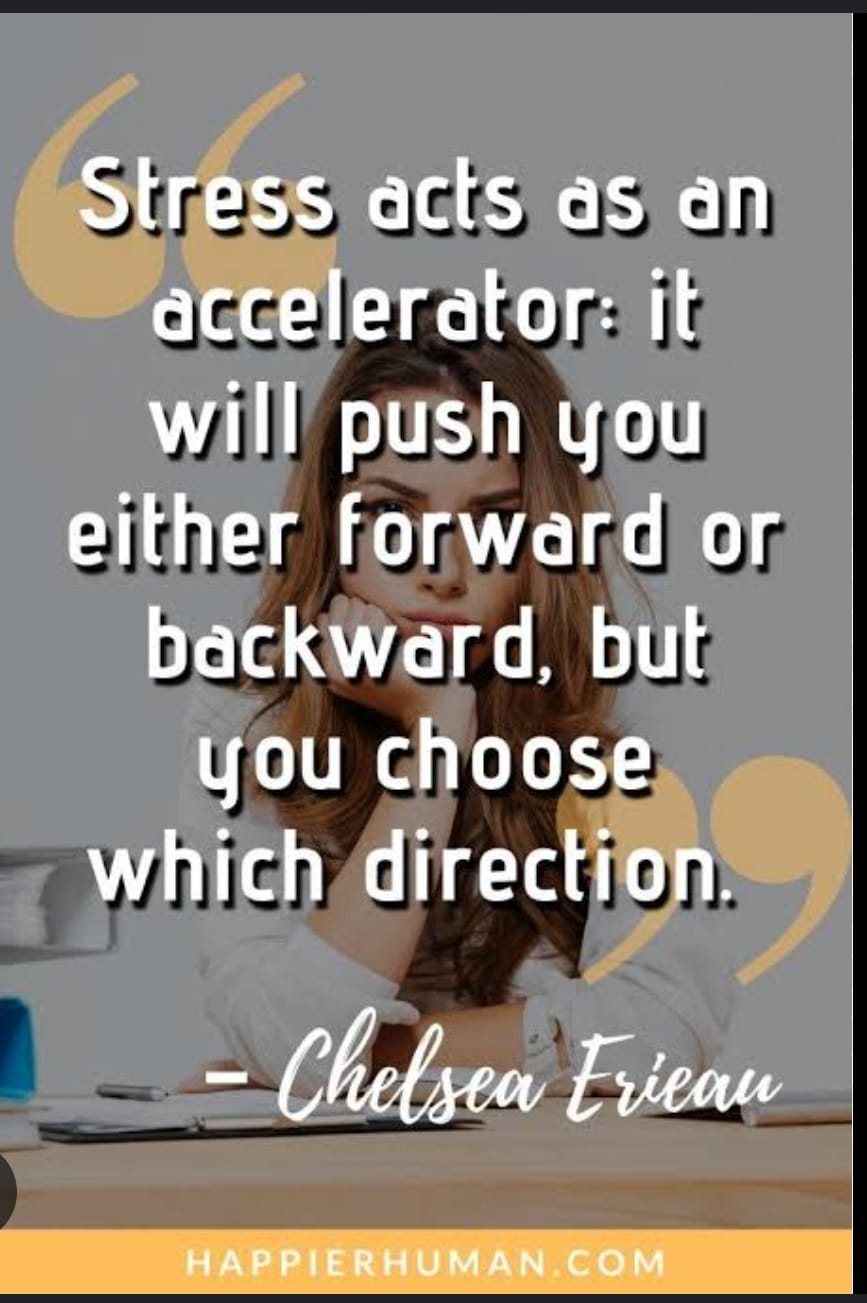 Stress acts as an
accelerator: it
will push you
either forward or
backward, but
you choose
which direction.
– Chelsea Erieau
HAPPIERHUMAN.COM